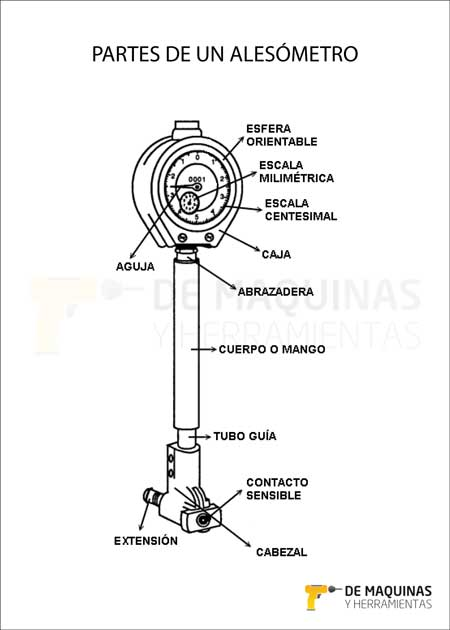 PARTES DE UN ALESÓMETRO
ESFERA
ORIENTABLE
ESCALA
MILIMÉTRICA
ESCALA
CENTESIMAL
CAJA
AGUJA
ABRAZADERA
DE MAQUINAS
Y HERRAMIENTAS
CUERPO O MANGO
TUBO GUÍA
CONTACTO
SENSIBLE
EXTENSIÓN
CABEZAL
DE MAQUINAS
Y HERRAMIENTAS